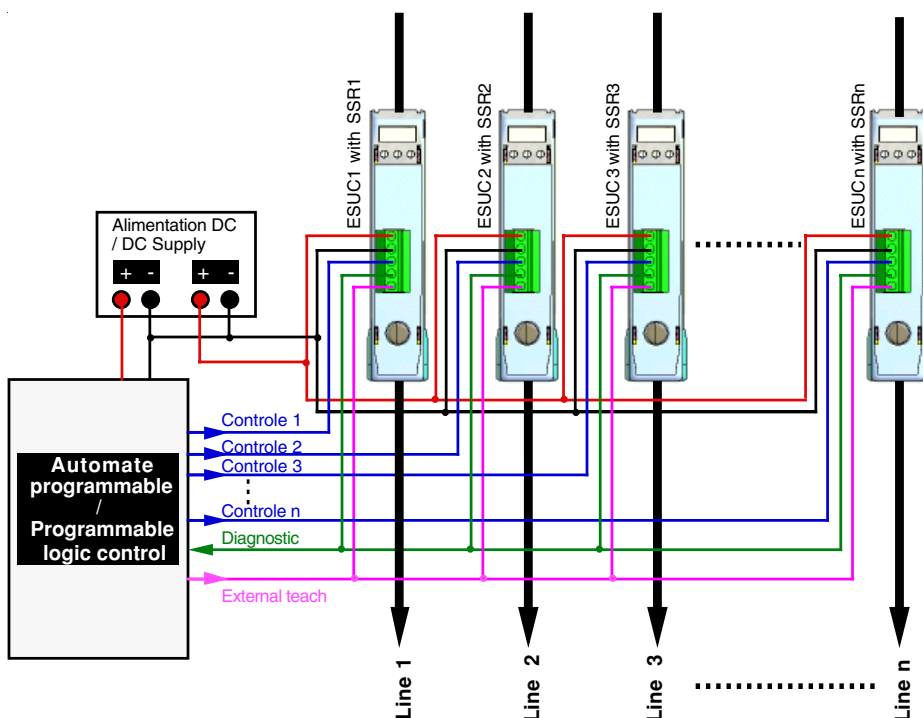 ESUC1 with SSR1
ESUC2 with SSR2
ESUC3 with SSR3
ESUCn with SSRn
Alimentation DC
/ DC Supply
+ - + -
Controle 1
Controle 2
Controle 3
Controle n
Diagnostic
External teach
Automate
programmable
/
Programmable
logic control
Line 1
Line 2
Line 3
Line n